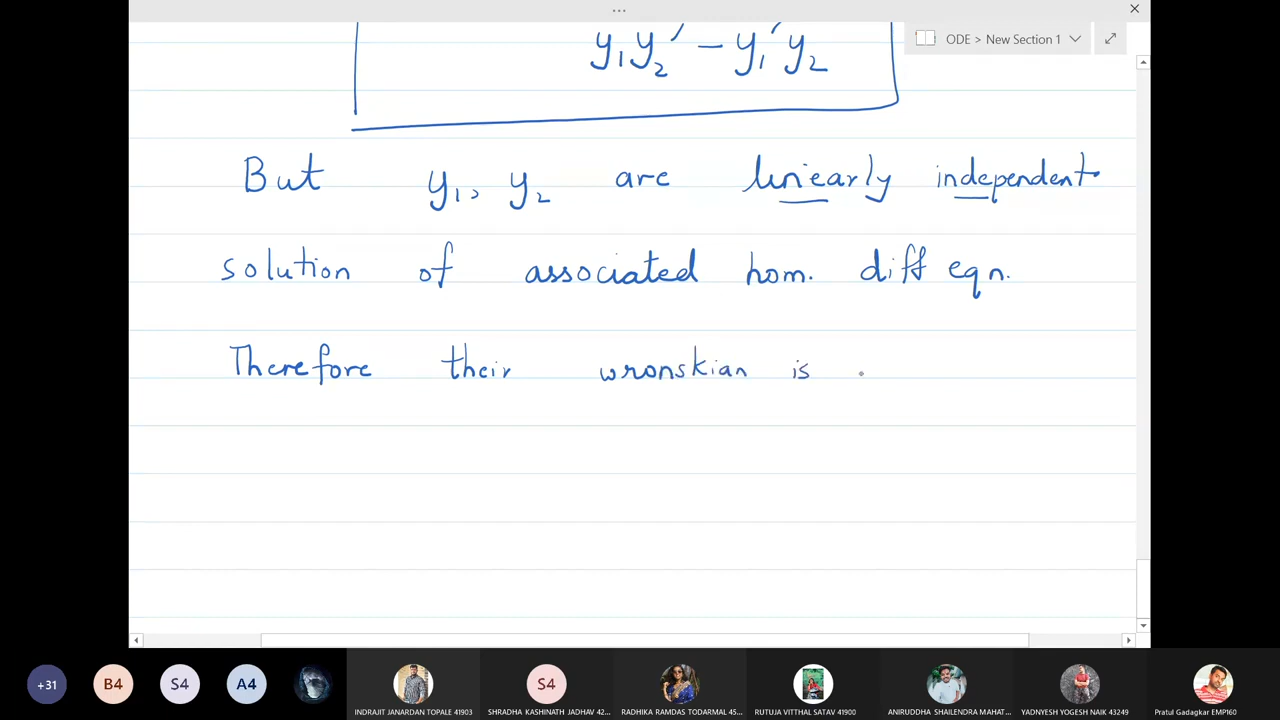 ODE > New Section 1
y₁y₂′ − y₁′y₂
But y₁, y₂ are liniearly independent
solution of associated hom. diff eqn.
Therefore their wronskian is
+31 B4 S4 A4 S4
INDRAJIT JANARDAN TOPALE 41903 SHRADHA KASHINATH JADHAV 42... RADHIKA RAMDAS TODARMAL 45... RUTUJA VITTHAL SATAV 41900 ANIRUDDHA SHAILENDRA MAHAT... YADNYESH YOGESH NAIK 43249 Pratul Gadagkar EMP160